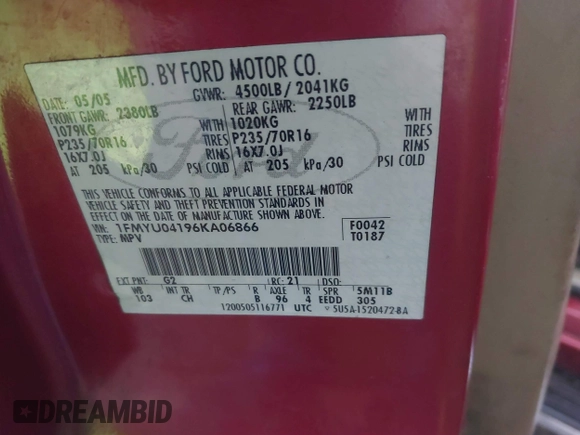 MFD. BY FORD MOTOR CO.
DATE: 05/05 GVWR: 4500LB/ 2041KG
FRONT GAWR: 2380LB REAR GAWR: 2250LB
1079KG WITH 1020KG WITH
P235/70R16 TIRES P235/70R16 TIRES
16X7.0J RIMS 16X7.0J RIMS
AT 205 kPa/30 PSI COLD AT 205 kPa/30 PSI COLD
THIS VEHICLE CONFORMS TO ALL APPLICABLE FEDERAL MOTOR
VEHICLE SAFETY AND THEFT PREVENTION STANDARDS IN
EFFECT ON THE DATE OF MANUFACTURE SHOWN ABOVE.
VIN: 1FMYU04196KA06866 F0042
TYPE: MPV T0187
EXT PNT: G2 RC: 21 DSO:
WB INT TR TP/PS R AXLE TR SPR 5M11B
103 CH B 96 4 EEDD 305
1200505116771 UTC 5U5A-1520472-BA
Ford
DREAMBID